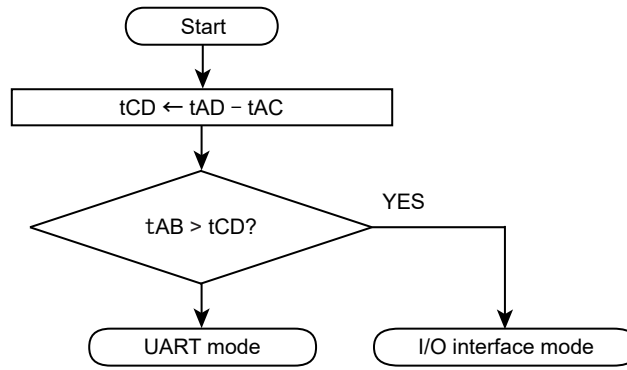 Start
tCD ← tAD − tAC
tAB > tCD?
YES
UART mode
I/O interface mode